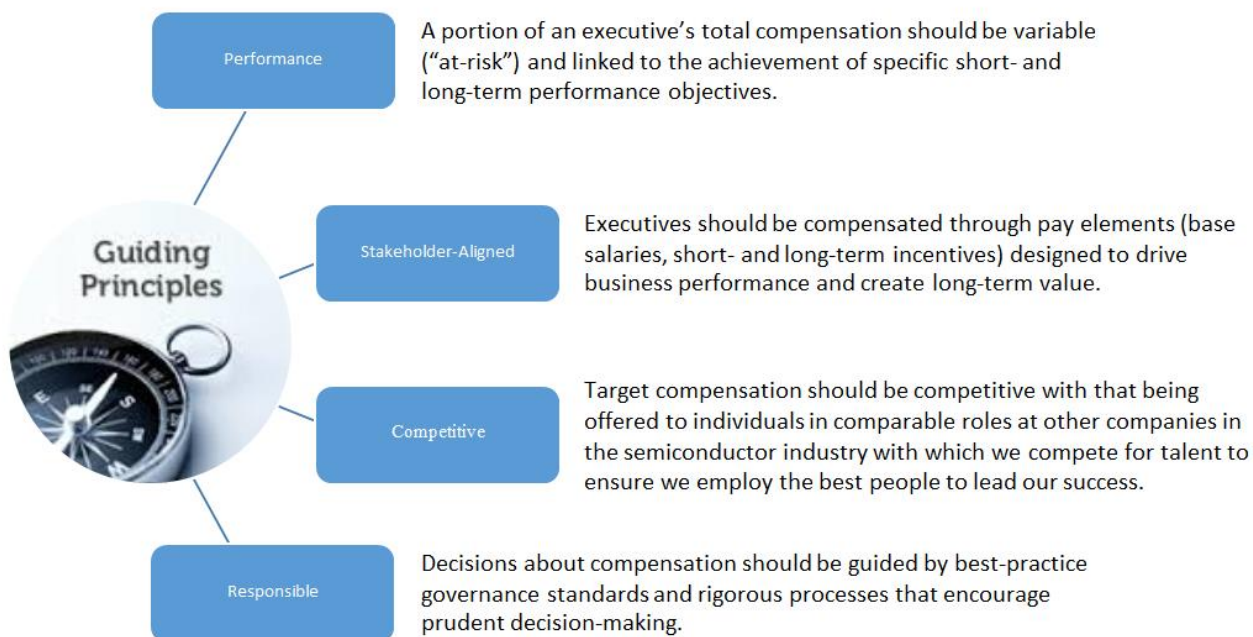 Performance
A portion of an executive’s total compensation should be variable
(“at-risk”) and linked to the achievement of specific short- and
long-term performance objectives.
Guiding
Principles
Stakeholder-Aligned
Executives should be compensated through pay elements (base
salaries, short- and long-term incentives) designed to drive
business performance and create long-term value.
E
S
W
Competitive
Target compensation should be competitive with that being
offered to individuals in comparable roles at other companies in
the semiconductor industry with which we compete for talent to
ensure we employ the best people to lead our success.
Responsible
Decisions about compensation should be guided by best-practice
governance standards and rigorous processes that encourage
prudent decision-making.